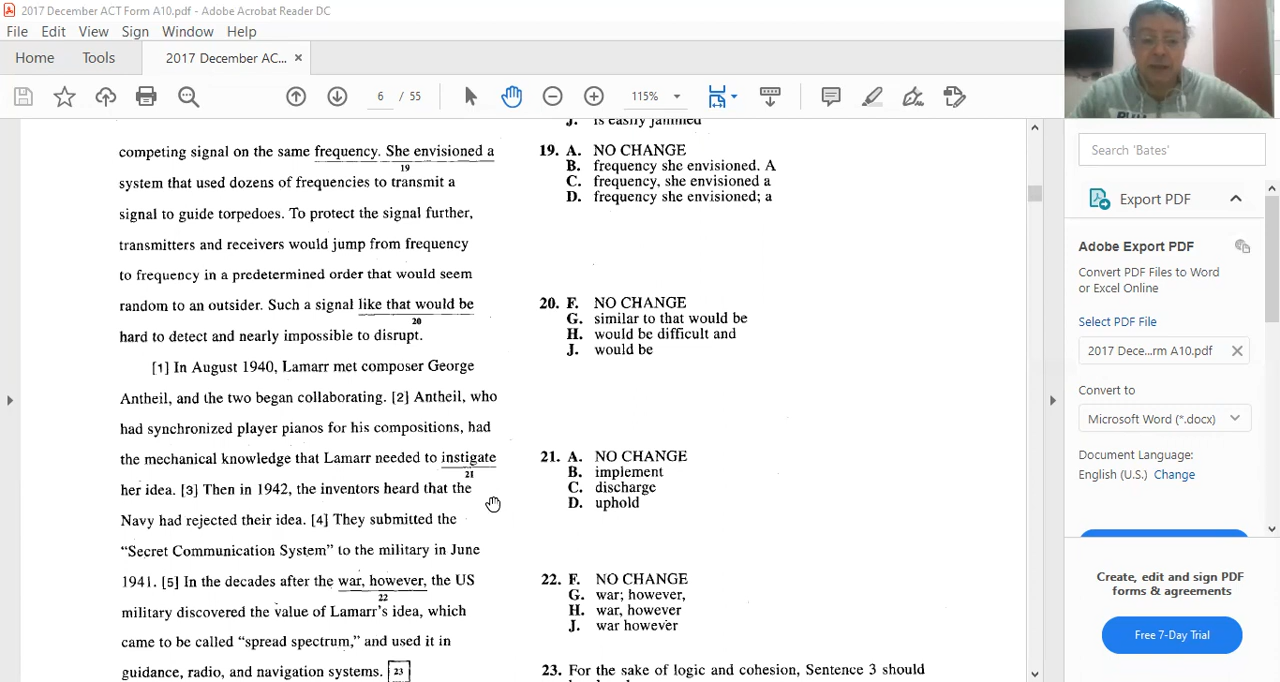 2017 December ACT Form A10.pdf - Adobe Acrobat Reader DC
File Edit View Sign Window Help
Home Tools 2017 December AC... ×
6 / 55 115%
J. is easily jammed
competing signal on the same frequency. She envisioned a
19
system that used dozens of frequencies to transmit a
signal to guide torpedoes. To protect the signal further,
transmitters and receivers would jump from frequency
to frequency in a predetermined order that would seem
random to an outsider. Such a signal like that would be
20
hard to detect and nearly impossible to disrupt.
[1] In August 1940, Lamarr met composer George
Antheil, and the two began collaborating. [2] Antheil, who
had synchronized player pianos for his compositions, had
the mechanical knowledge that Lamarr needed to instigate
21
her idea. [3] Then in 1942, the inventors heard that the
Navy had rejected their idea. [4] They submitted the
“Secret Communication System” to the military in June
1941. [5] In the decades after the war, however, the US
22
military discovered the value of Lamarr’s idea, which
came to be called “spread spectrum,” and used it in
guidance, radio, and navigation systems. 23
19. A. NO CHANGE
B. frequency she envisioned. A
C. frequency, she envisioned a
D. frequency she envisioned; a
20. F. NO CHANGE
G. similar to that would be
H. would be difficult and
J. would be
21. A. NO CHANGE
B. implement
C. discharge
D. uphold
22. F. NO CHANGE
G. war; however,
H. war, however
J. war however
23. For the sake of logic and cohesion, Sentence 3 should
Search 'Bates'
Export PDF
Adobe Export PDF
Convert PDF Files to Word
or Excel Online
Select PDF File
2017 Dece...rm A10.pdf
Convert to
Microsoft Word (*.docx)
Document Language:
English (U.S.) Change
Create, edit and sign PDF
forms & agreements
Free 7-Day Trial